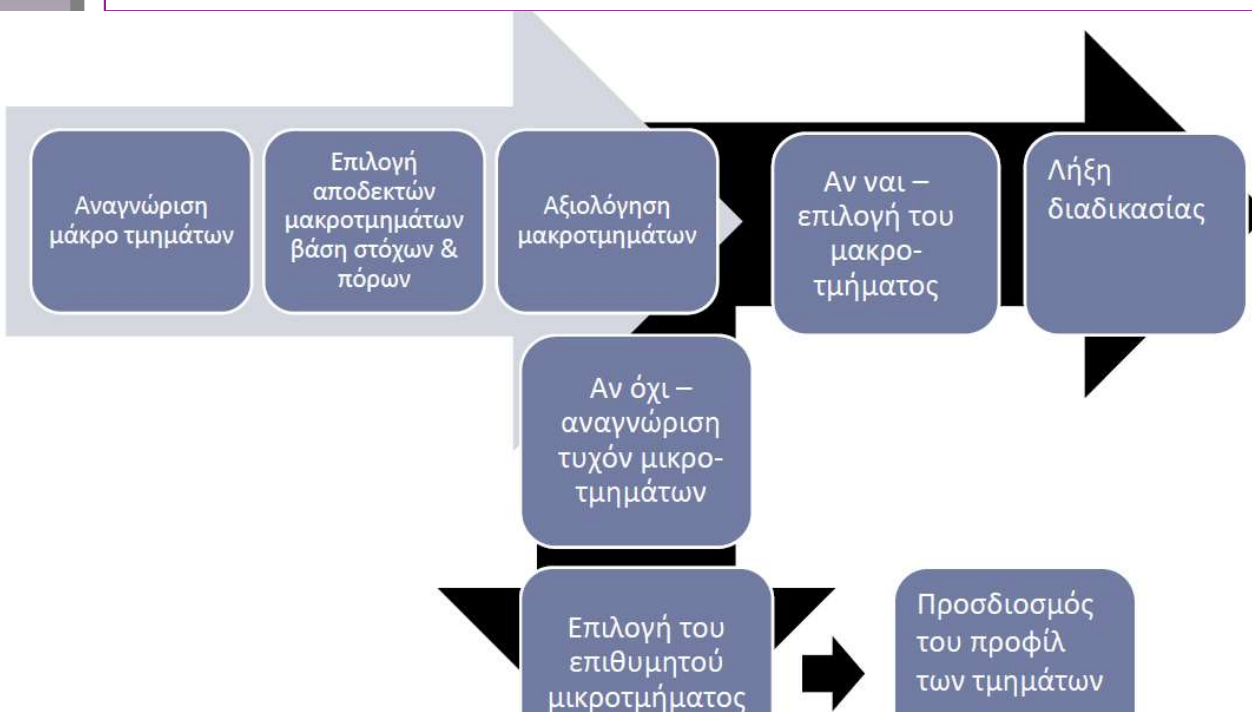 Αναγνώριση
μάκρο τμημάτων
Επιλογή
αποδεκτών
μακροτμημάτων
βάση στόχων &
πόρων
Αξιολόγηση
μακροτμημάτων
Αν ναι –
επιλογή του
μακρο-
τμήματος
Λήξη
διαδικασίας
Αν όχι –
αναγνώριση
τυχόν μικρο-
τμημάτων
Επιλογή του
επιθυμητού
μικροτμήματος
Προσδιοσμός
του προφίλ
των τμημάτων